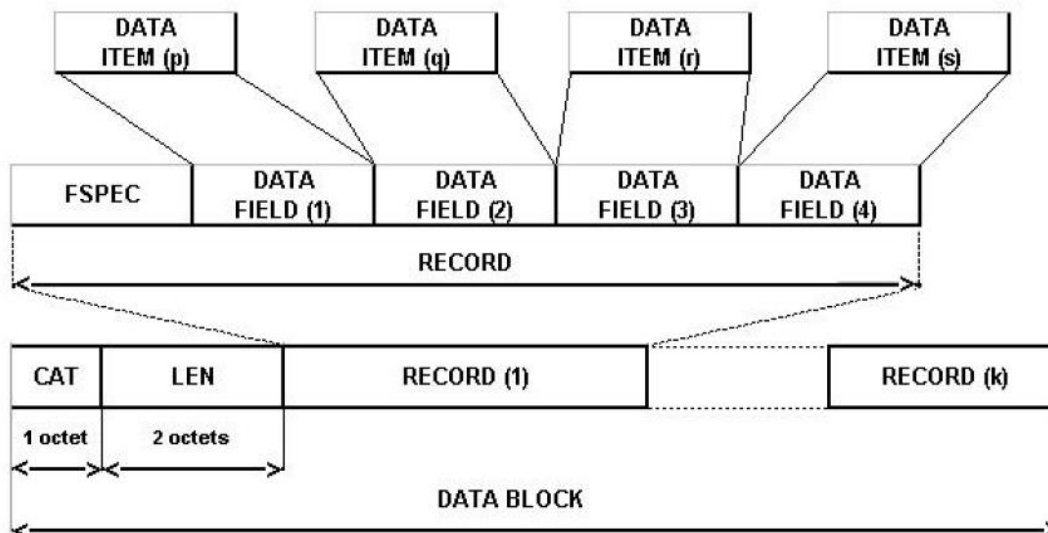 DATA
ITEM (p)
DATA
ITEM (q)
DATA
ITEM (r)
DATA
ITEM (s)
FSPEC
DATA
FIELD (1)
DATA
FIELD (2)
DATA
FIELD (3)
DATA
FIELD (4)
RECORD
CAT
LEN
RECORD (1)
RECORD (k)
1 octet
2 octets
DATA BLOCK